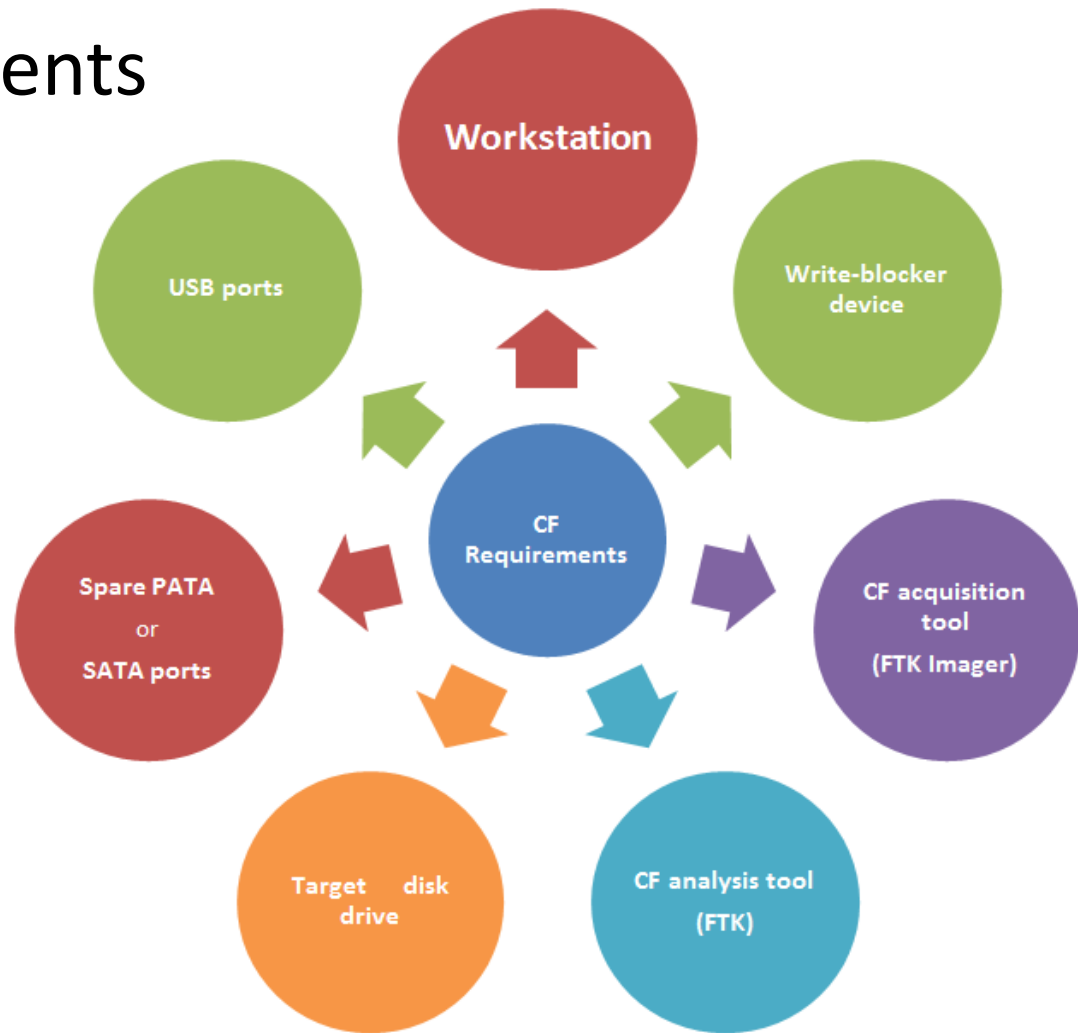 ents
Workstation
USB ports
Write-blocker
device
CF
Requirements
Spare PATA
or
SATA ports
CF acquisition
tool
(FTK Imager)
Target disk
drive
CF analysis tool
(FTK)